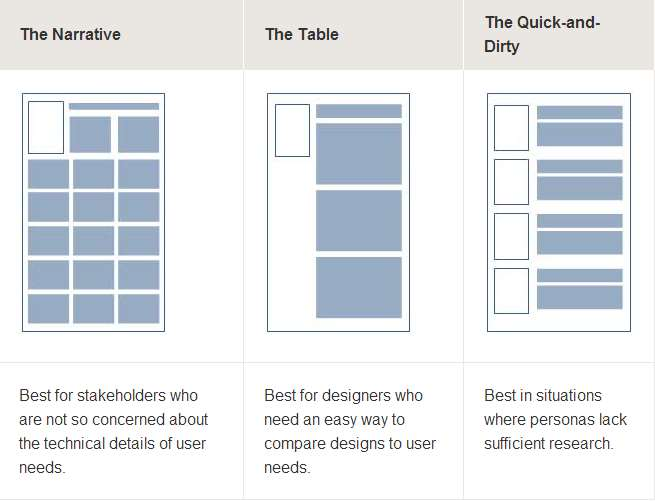 The Narrative
The Table
The Quick-and-
Dirty
Best for stakeholders who
are not so concerned about
the technical details of user
needs.
Best for designers who
need an easy way to
compare designs to user
needs.
Best in situations
where personas lack
sufficient research.